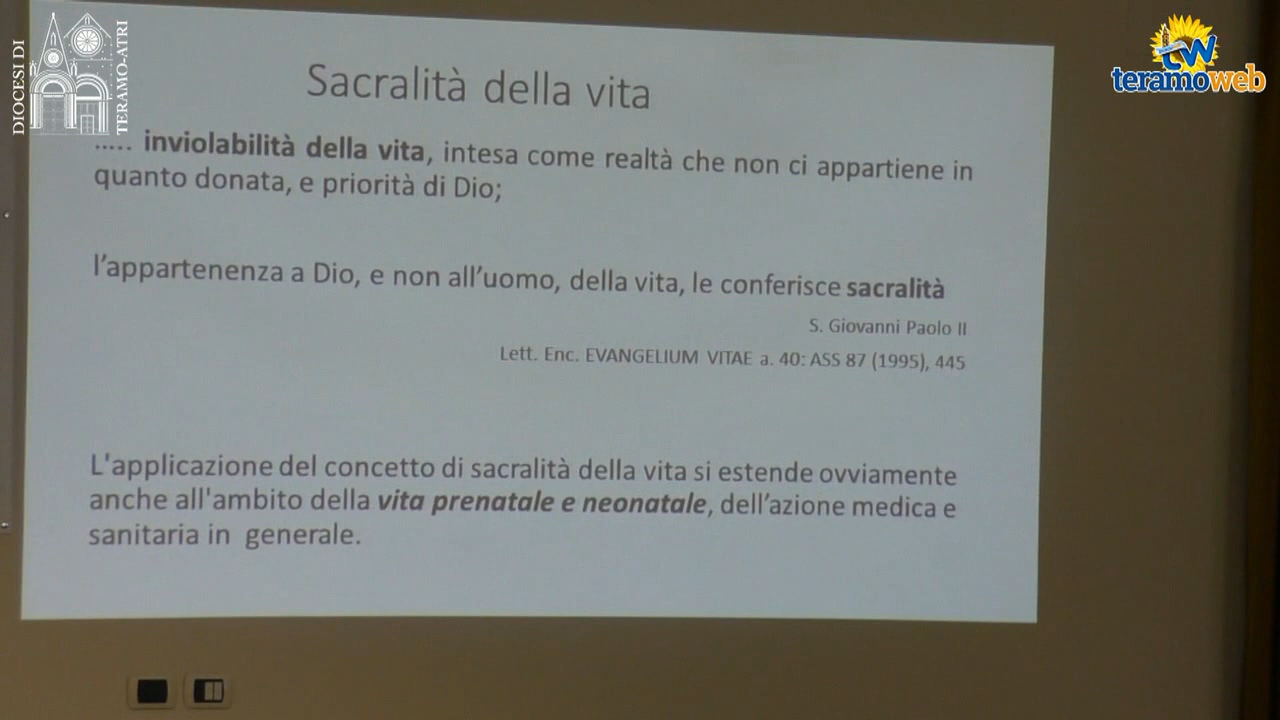 DIOCESI DI
TERAMO-ATRI
tw
teramoweb
Sacralità della vita
..... inviolabilità della vita, intesa come realtà che non ci appartiene in
quanto donata, e priorità di Dio;
l’appartenenza a Dio, e non all’uomo, della vita, le conferisce sacralità
S. Giovanni Paolo II
Lett. Enc. EVANGELIUM VITAE a. 40: ASS 87 (1995), 445
L'applicazione del concetto di sacralità della vita si estende ovviamente
anche all'ambito della vita prenatale e neonatale, dell’azione medica e
sanitaria in generale.